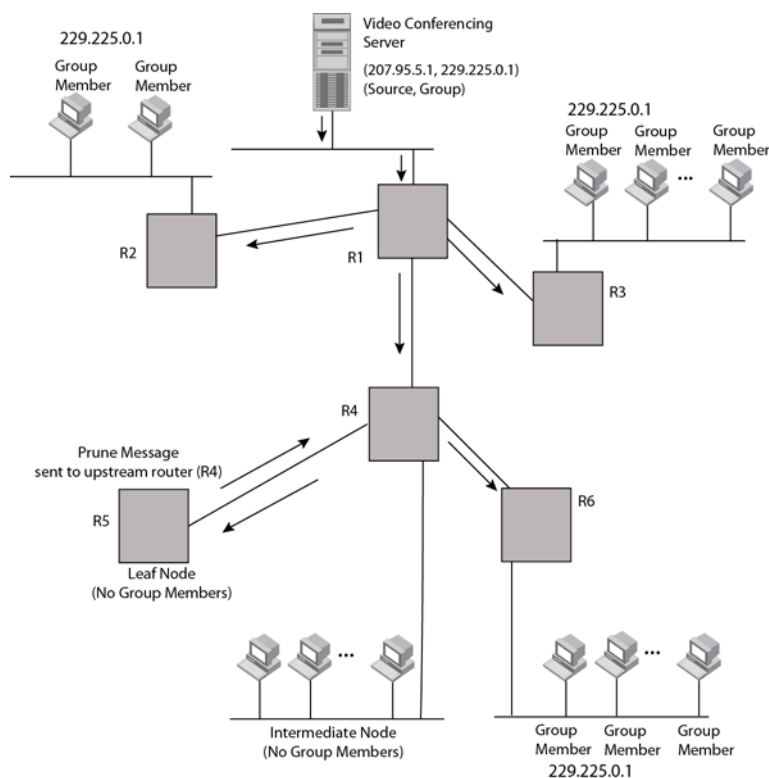 229.225.0.1
Group
Member
Group
Member
Video Conferencing
Server
(207.95.5.1, 229.225.0.1)
(Source, Group)
229.225.0.1
Group
Member
Group
Member
...
Group
Member
R2
R1
R3
R4
Prune Message
sent to upstream router (R4)
R5
R6
Leaf Node
(No Group Members)
...
...
Intermediate Node
(No Group Members)
Group
Member
Group
Member
Group
Member
229.225.0.1